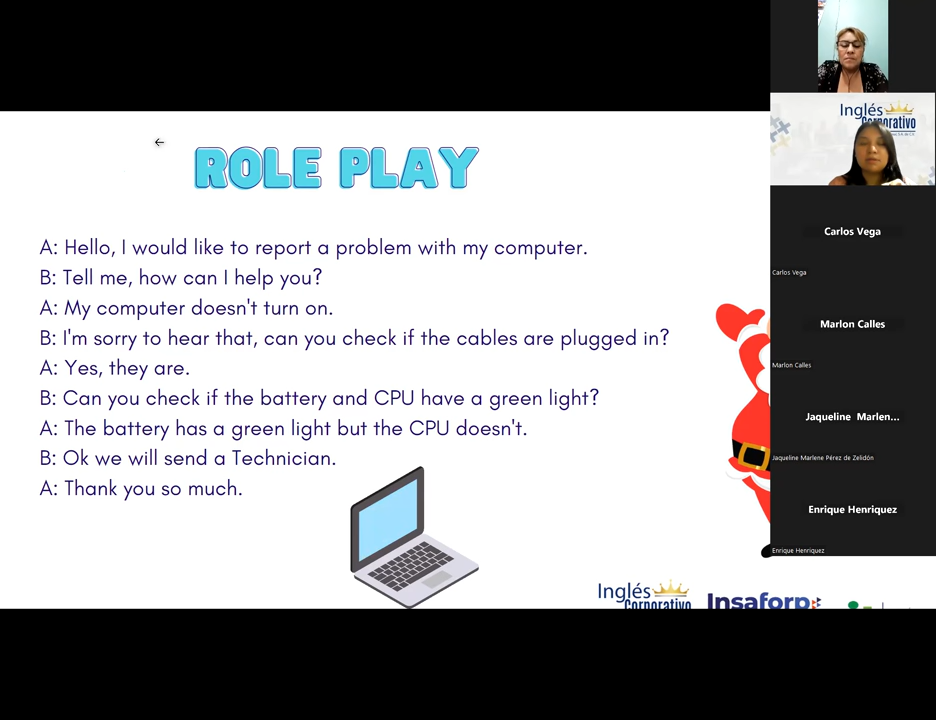 ROLE PLAY
A: Hello, I would like to report a problem with my computer.
B: Tell me, how can I help you?
A: My computer doesn't turn on.
B: I'm sorry to hear that, can you check if the cables are plugged in?
A: Yes, they are.
B: Can you check if the battery and CPU have a green light?
A: The battery has a green light but the CPU doesn't.
B: Ok we will send a Technician.
A: Thank you so much.
Inglés
Corporativo
Insaforp
Inglés
Corporativo
Carlos Vega
Carlos Vega
Marlon Calles
Marlon Calles
Jaqueline Marlen...
Jaqueline Marlene Pérez de Zelidón
Enrique Henriquez
Enrique Henriquez